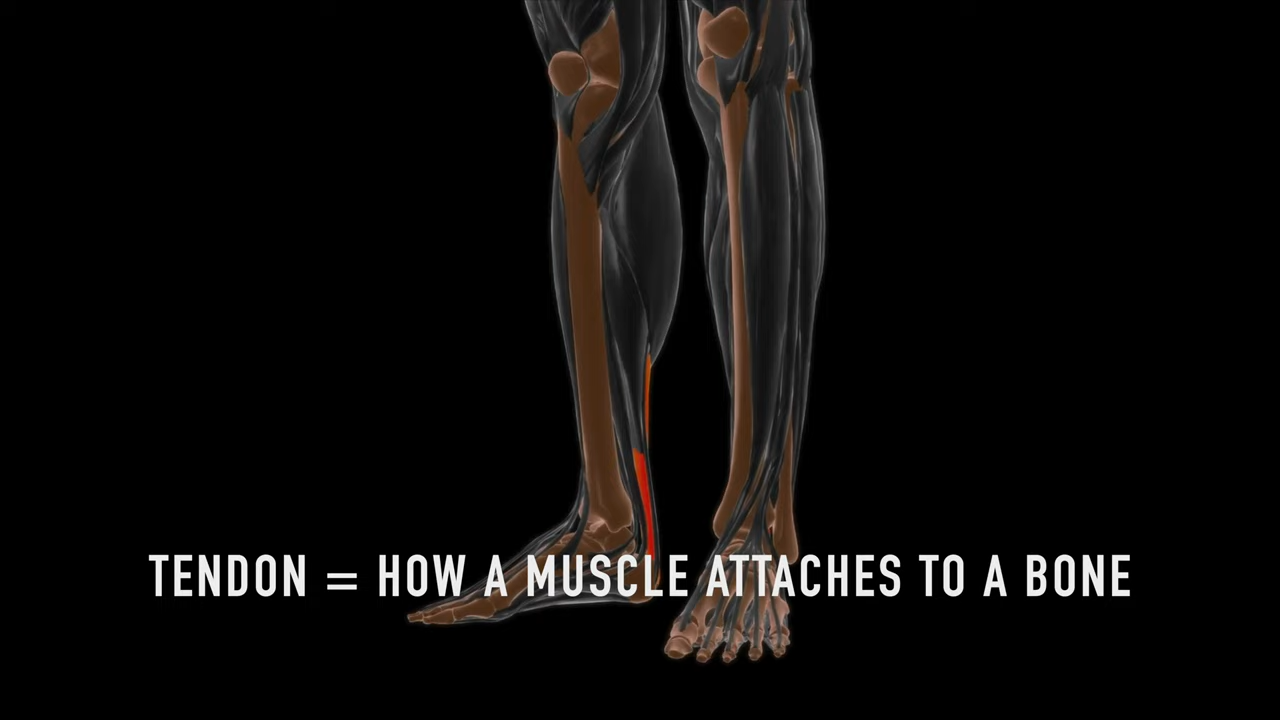 TENDON = HOW A MUSCLE ATTACHES TO A BONE